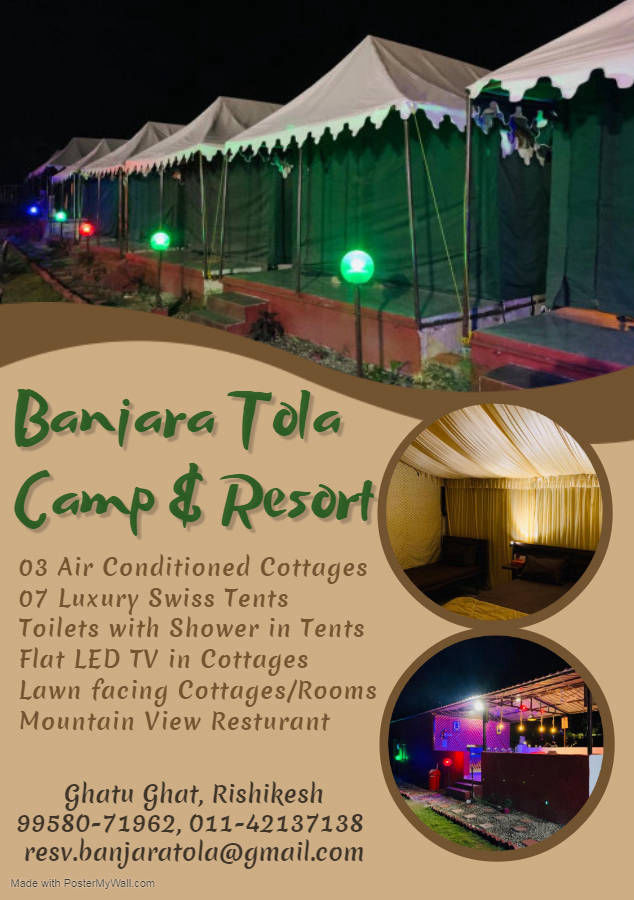 Banjara Tola
Camp & Resort
03 Air Conditioned Cottages
07 Luxury Swiss Tents
Toilets with Shower in Tents
Flat LED TV in Cottages
Lawn facing Cottages/Rooms
Mountain View Resturant
Ghatu Ghat, Rishikesh
99580-71962, 011-42137138
resv.banjaratola@gmail.com
Made with PosterMyWall.com